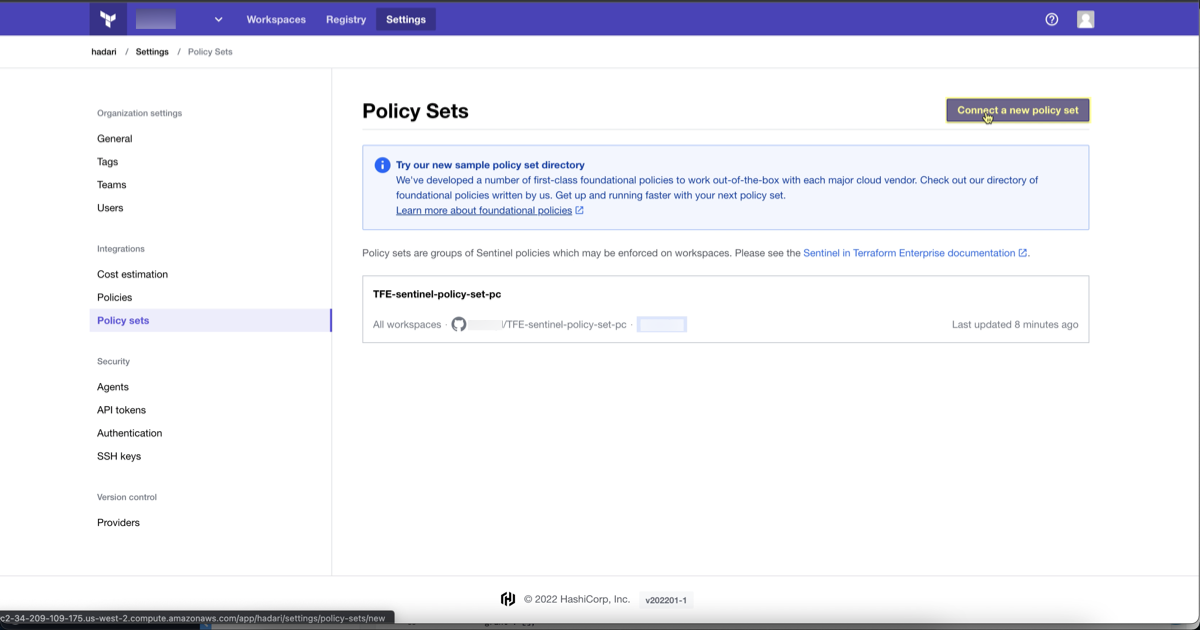 Workspaces Registry Settings
hadari / Settings / Policy Sets
Organization settings
General
Tags
Teams
Users
Integrations
Cost estimation
Policies
Policy sets
Security
Agents
API tokens
Authentication
SSH keys
Version control
Providers
Policy Sets
Connect a new policy set
Try our new sample policy set directory
We've developed a number of first-class foundational policies to work out-of-the-box with each major cloud vendor. Check out our directory of
foundational policies written by us. Get up and running faster with your next policy set.
Learn more about foundational policies
Policy sets are groups of Sentinel policies which may be enforced on workspaces. Please see the Sentinel in Terraform Enterprise documentation.
TFE-sentinel-policy-set-pc
All workspaces · /TFE-sentinel-policy-set-pc · Last updated 8 minutes ago
© 2022 HashiCorp, Inc. v202201-1
c2-34-209-109-175.us-west-2.compute.amazonaws.com/app/hadari/settings/policy-sets/new